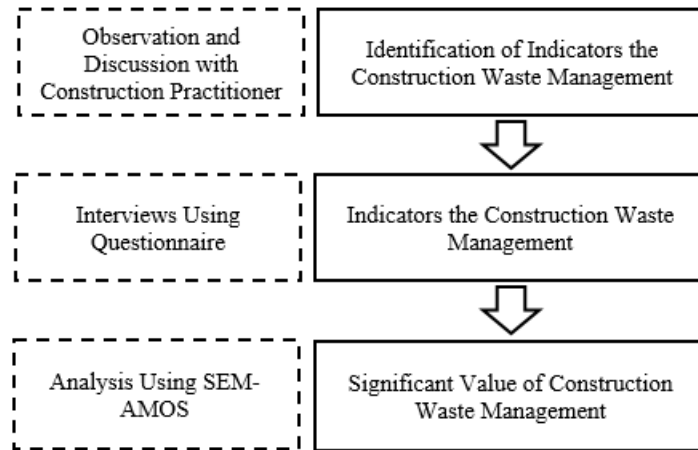 Observation and
Discussion with
Construction Practitioner
Identification of Indicators the
Construction Waste Management
Interviews Using
Questionnaire
Indicators the Construction Waste
Management
Analysis Using SEM-
AMOS
Significant Value of Construction
Waste Management